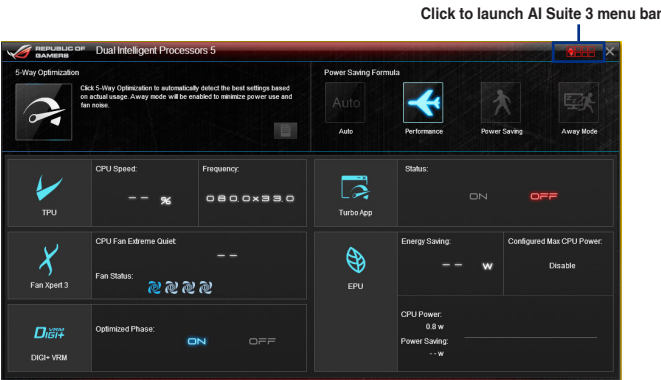 Click to launch AI Suite 3 menu bar
REPUBLIC OF
GAMERS
Dual Intelligent Processors 5
5-Way Optimization
Click 5-Way Optimization to automatically detect the best settings based
on actual usage. Away mode will be enabled to minimize power use and
fan noise.
Power Saving Formula
Auto
Auto
Performance
Power Saving
Away Mode
TPU
CPU Speed:
-- %
Frequency:
080.0x33.0
Turbo App
Status:
ON OFF
Fan Xpert 3
CPU Fan Extreme Quiet:
--
Fan Status:
EPU
Energy Saving:
-- W
Configured Max CPU Power:
Disable
CPU Power:
0.8 w
Power Saving:
-- w
DIGI+ VRM
DIGI+ VRM
Optimized Phase:
ON OFF